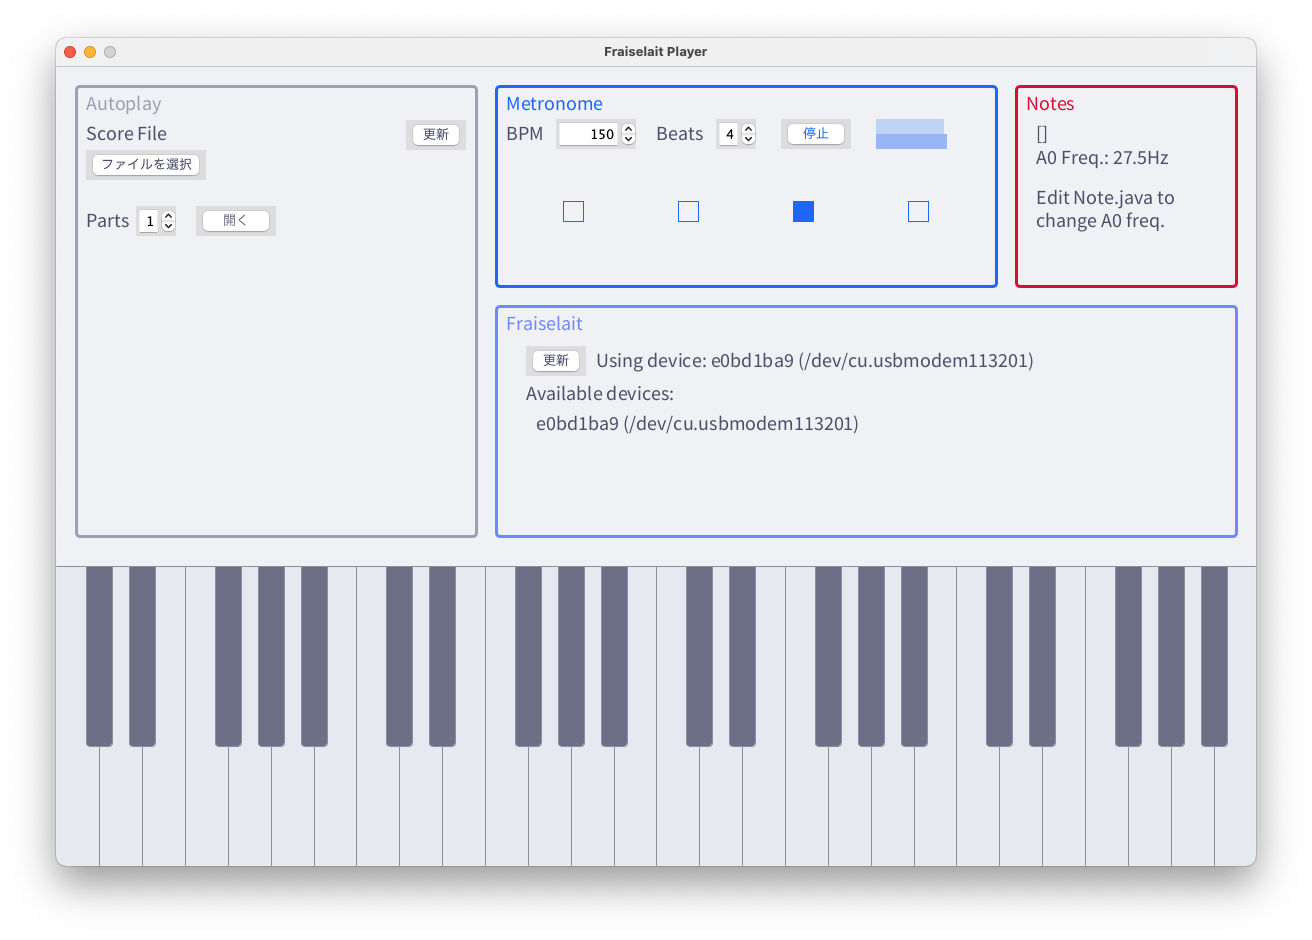 Fraiselait Player
Autoplay
Score File
更新
ファイルを選択
Parts 1 開く
Metronome
BPM 150 Beats 4 停止
Notes
[]
A0 Freq.: 27.5Hz
Edit Note.java to
change A0 freq.
Fraiselait
更新 Using device: e0bd1ba9 (/dev/cu.usbmodem113201)
Available devices:
e0bd1ba9 (/dev/cu.usbmodem113201)